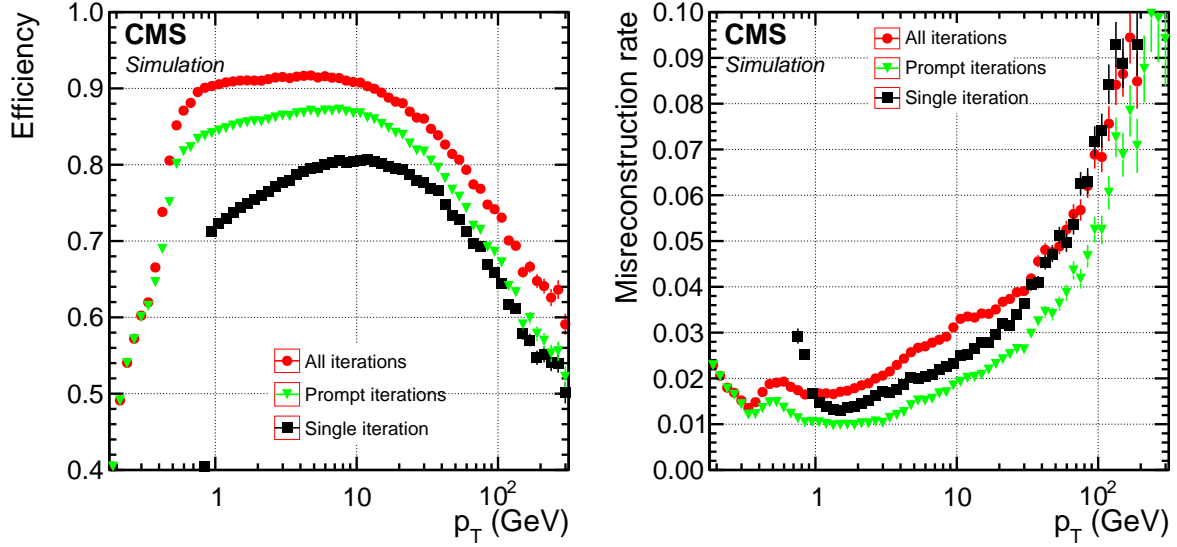 CMS
Simulation
Efficiency
1.0
0.9
0.8
0.7
0.6
0.5
0.4
All iterations
Prompt iterations
Single iteration
1
10
10²
p_T (GeV)
CMS
Simulation
Misreconstruction rate
0.10
0.09
0.08
0.07
0.06
0.05
0.04
0.03
0.02
0.01
0.00
All iterations
Prompt iterations
Single iteration
1
10
10²
p_T (GeV)